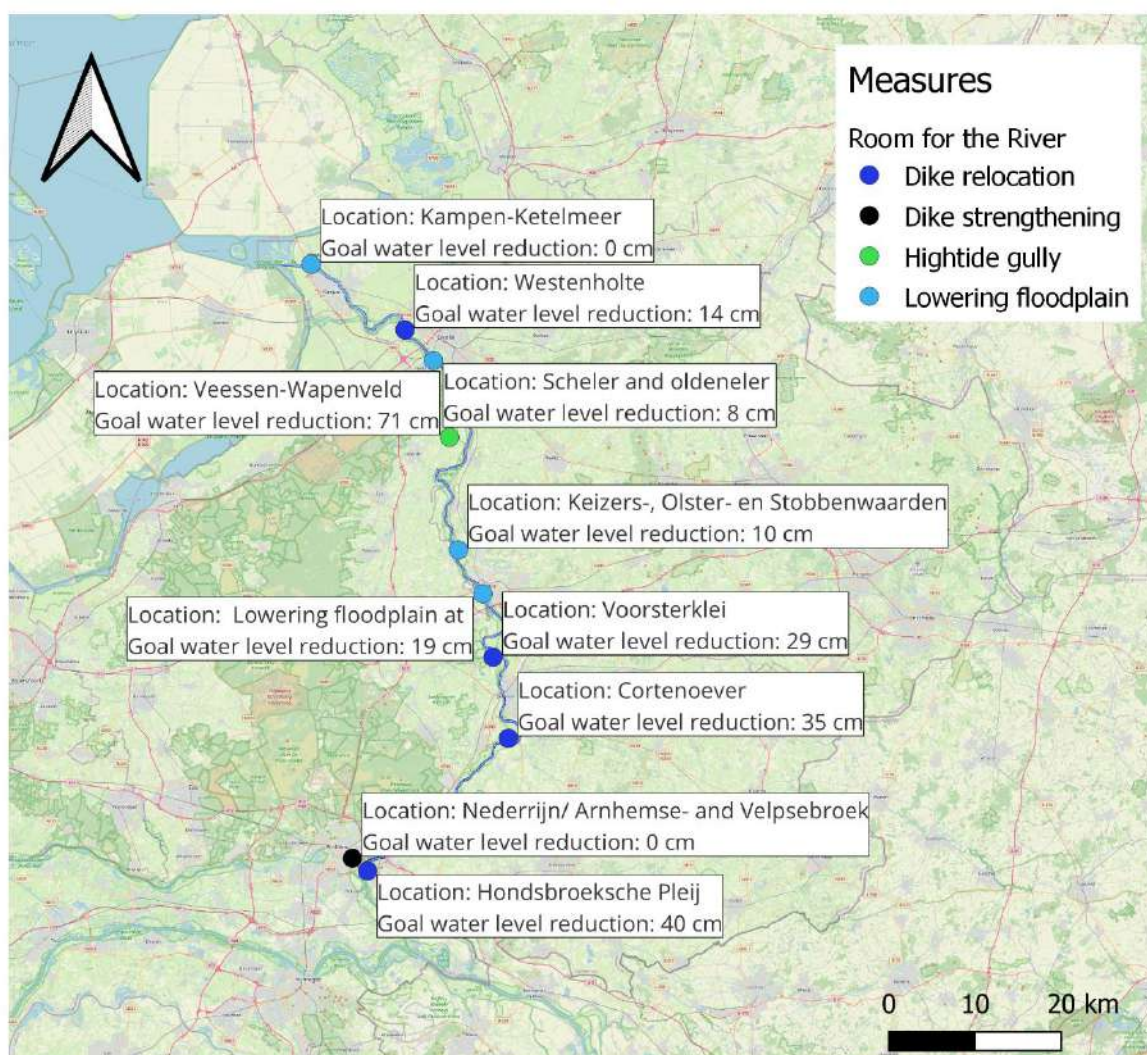 Measures
Room for the River
Dike relocation
Dike strengthening
Hightide gully
Lowering floodplain
Location: Kampen-Ketelmeer
Goal water level reduction: 0 cm
Location: Westenholte
Goal water level reduction: 14 cm
Location: Veessen-Wapenveld
Goal water level reduction: 71 cm
Location: Scheler and oldeneler
Goal water level reduction: 8 cm
Location: Keizers-, Olster- en Stobbenwaarden
Goal water level reduction: 10 cm
Location: Lowering floodplain at
Goal water level reduction: 19 cm
Location: Voorsterklei
Goal water level reduction: 29 cm
Location: Cortenoever
Goal water level reduction: 35 cm
Location: Nederrijn/ Arnhemse- and Velpsebroek
Goal water level reduction: 0 cm
Location: Hondsbroeksche Pleij
Goal water level reduction: 40 cm
0 10 20 km